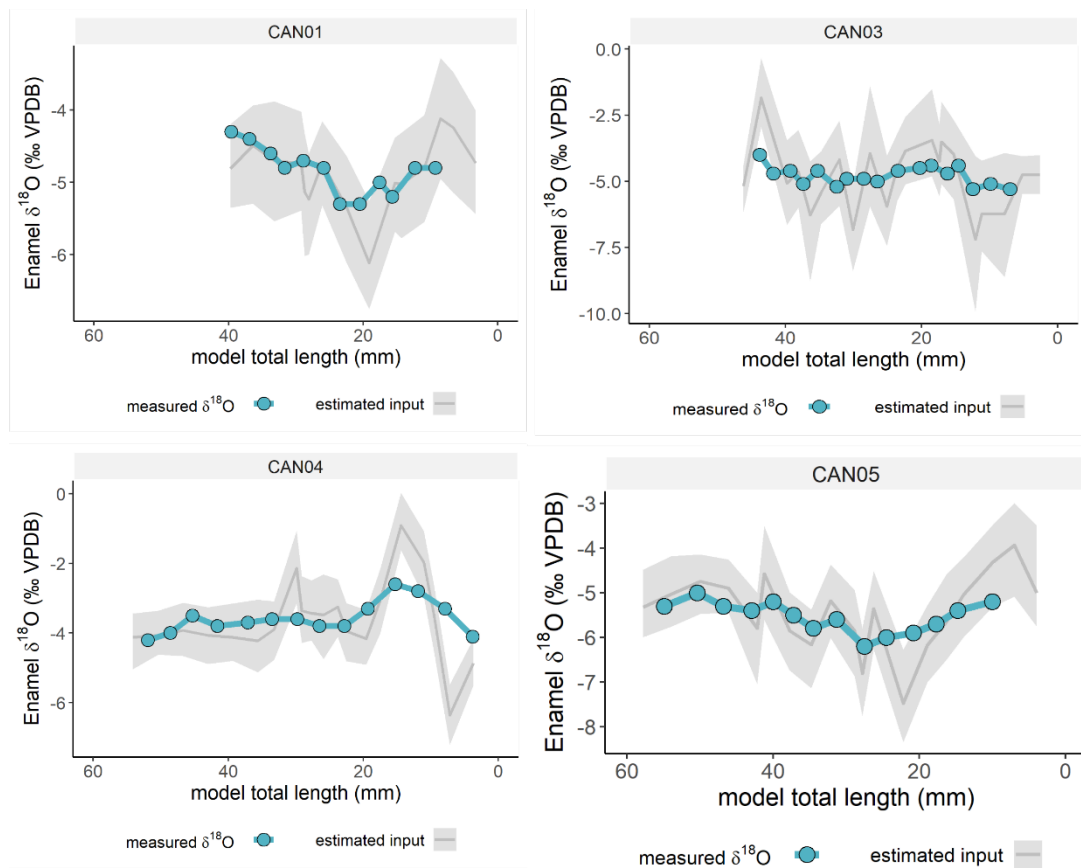 CAN01
Enamel δ¹⁸O (‰ VPDB)
-4
-5
-6
60 40 20 0
model total length (mm)
measured δ¹⁸O estimated input
CAN03
Enamel δ¹⁸O (‰ VPDB)
0.0
-2.5
-5.0
-7.5
-10.0
60 40 20 0
model total length (mm)
measured δ¹⁸O estimated input
CAN04
Enamel δ¹⁸O (‰ VPDB)
0
-2
-4
-6
60 40 20 0
model total length (mm)
measured δ¹⁸O estimated input
CAN05
Enamel δ¹⁸O (‰ VPDB)
-3
-4
-5
-6
-7
-8
60 40 20 0
model total length (mm)
measured δ¹⁸O estimated input